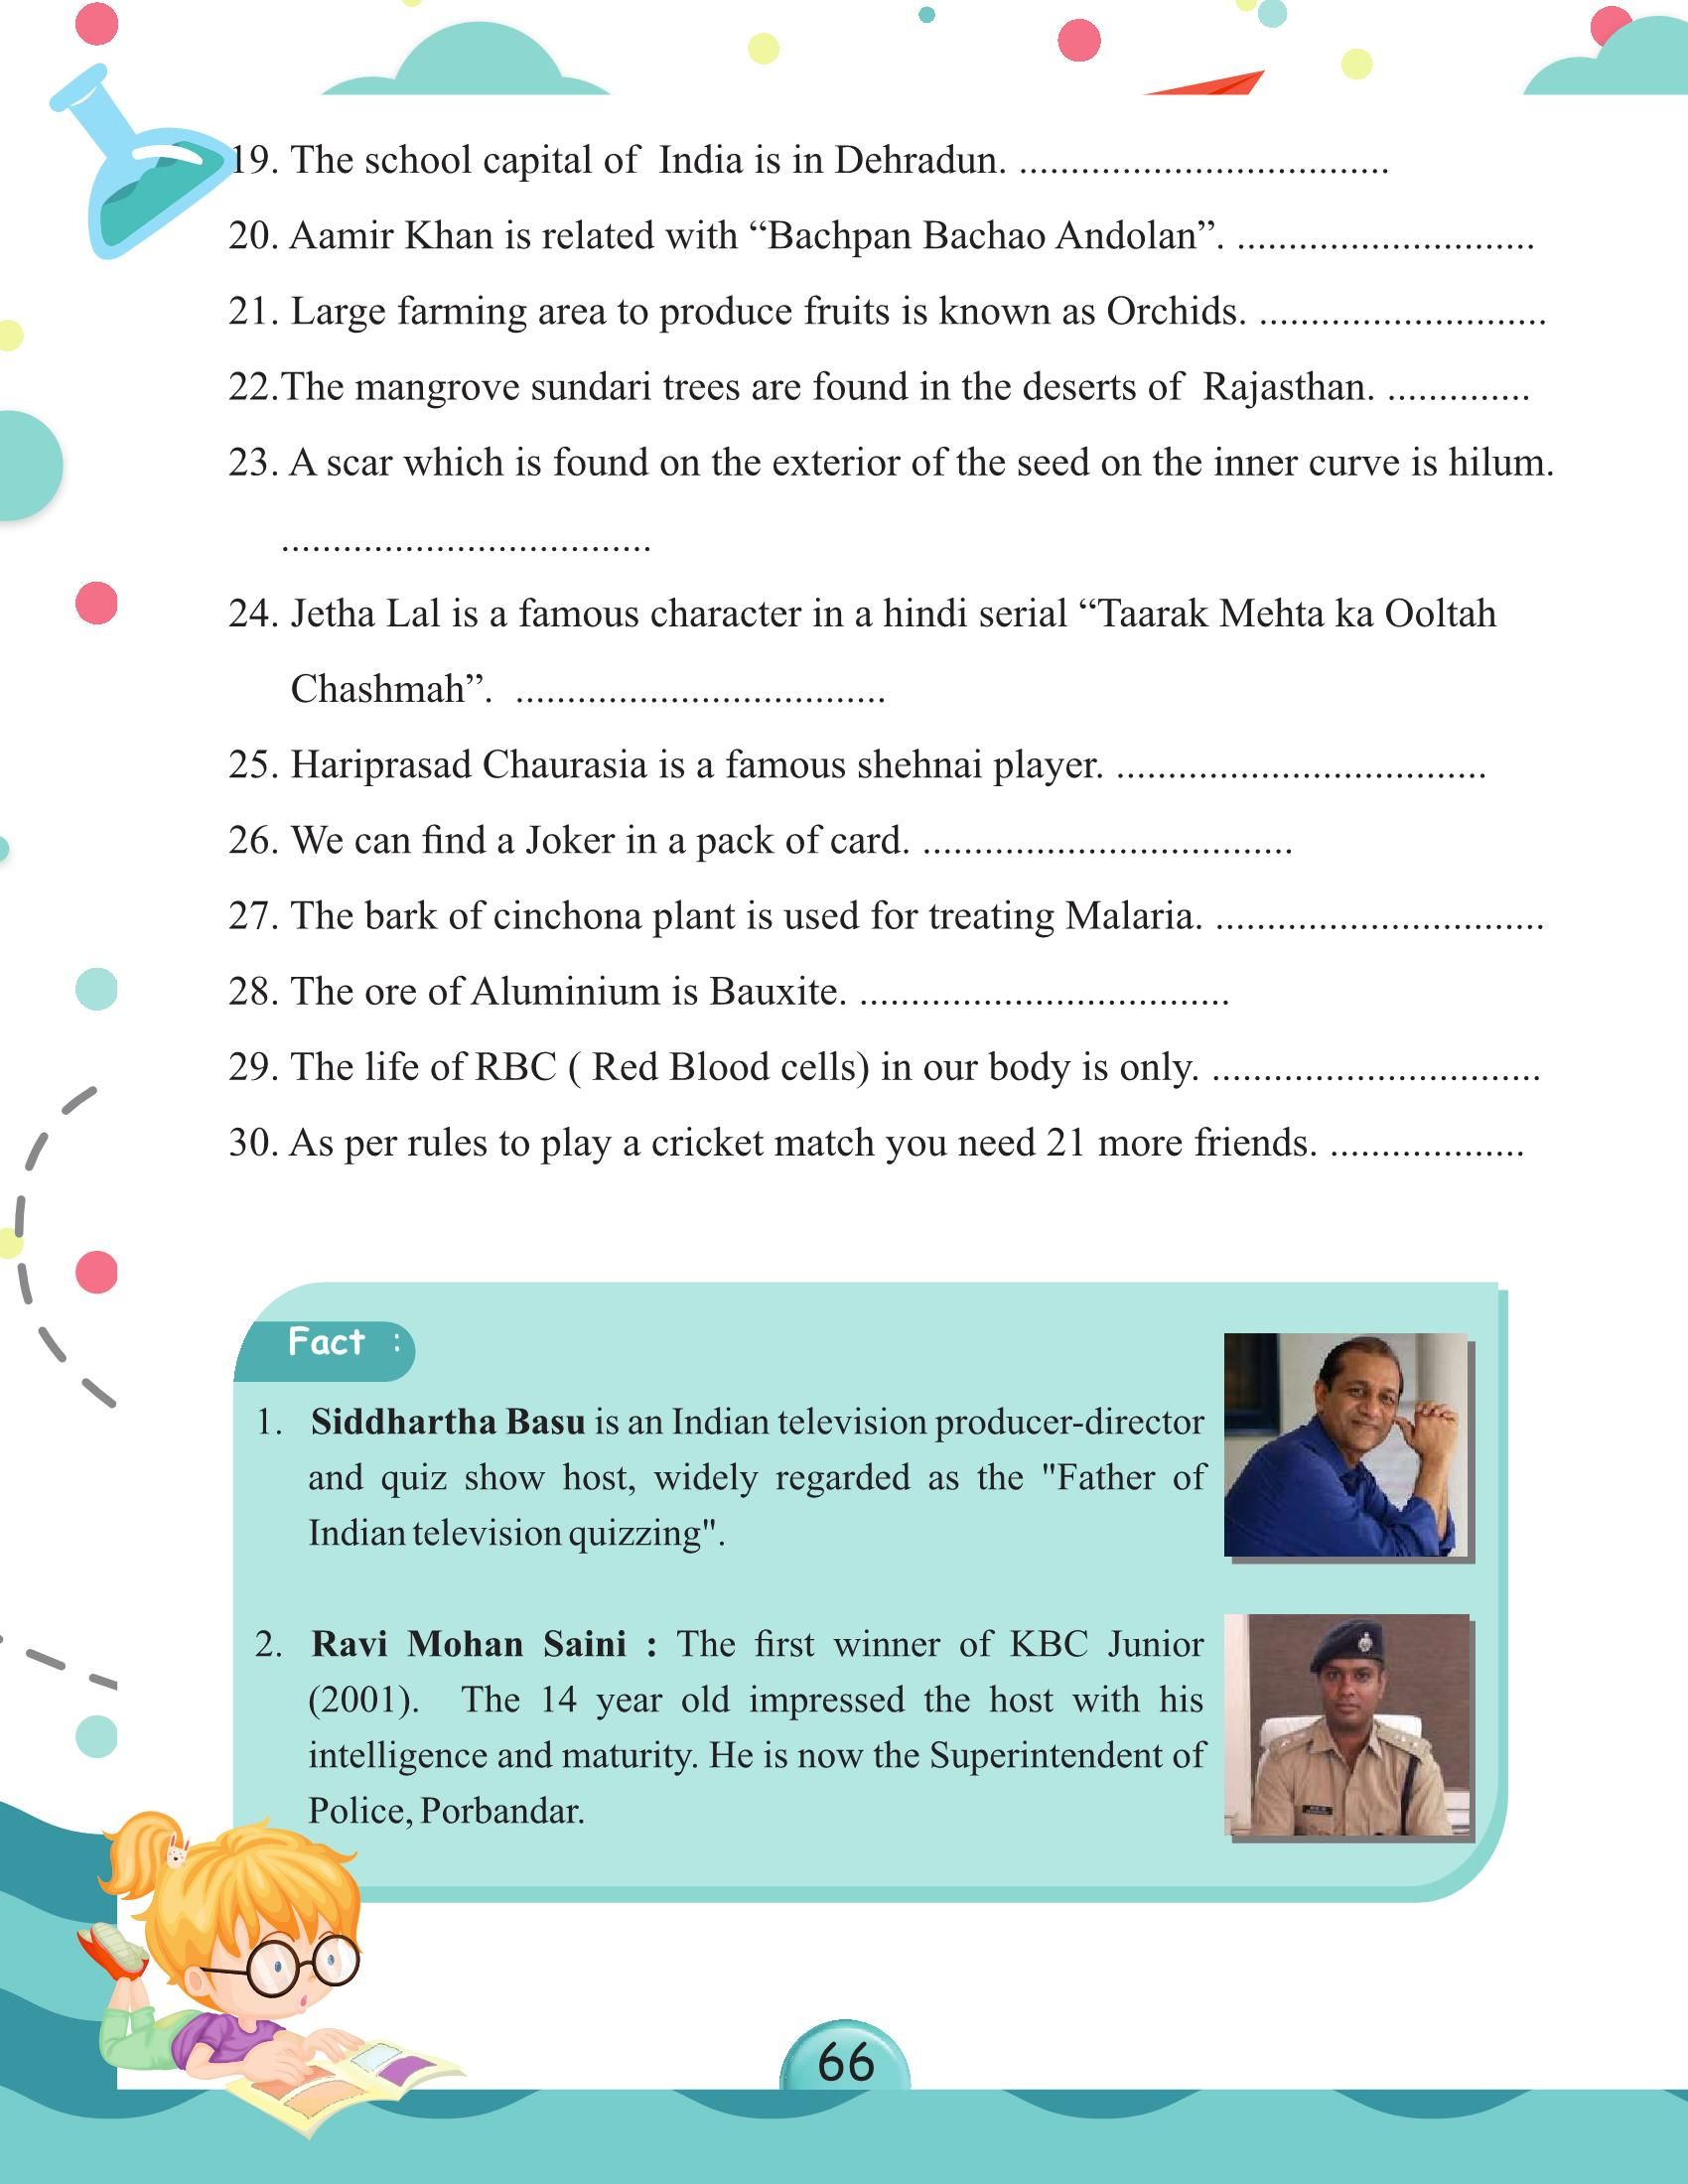 19. The school capital of India is in Dehradun. ....................................
20. Aamir Khan is related with “Bachpan Bachao Andolan”. .............................
21. Large farming area to produce fruits is known as Orchids. ............................
22.The mangrove sundari trees are found in the deserts of Rajasthan. ..............
23. A scar which is found on the exterior of the seed on the inner curve is hilum.
....................................
24. Jetha Lal is a famous character in a hindi serial “Taarak Mehta ka Ooltah
Chashmah”. ....................................
25. Hariprasad Chaurasia is a famous shehnai player. ....................................
26. We can find a Joker in a pack of card. ....................................
27. The bark of cinchona plant is used for treating Malaria. ................................
28. The ore of Aluminium is Bauxite. ....................................
29. The life of RBC ( Red Blood cells) in our body is only. ................................
30. As per rules to play a cricket match you need 21 more friends. ...................
Fact :
1. Siddhartha Basu is an Indian television producer-director
and quiz show host, widely regarded as the "Father of
Indian television quizzing".
2. Ravi Mohan Saini : The first winner of KBC Junior
(2001). The 14 year old impressed the host with his
intelligence and maturity. He is now the Superintendent of
Police, Porbandar.
66